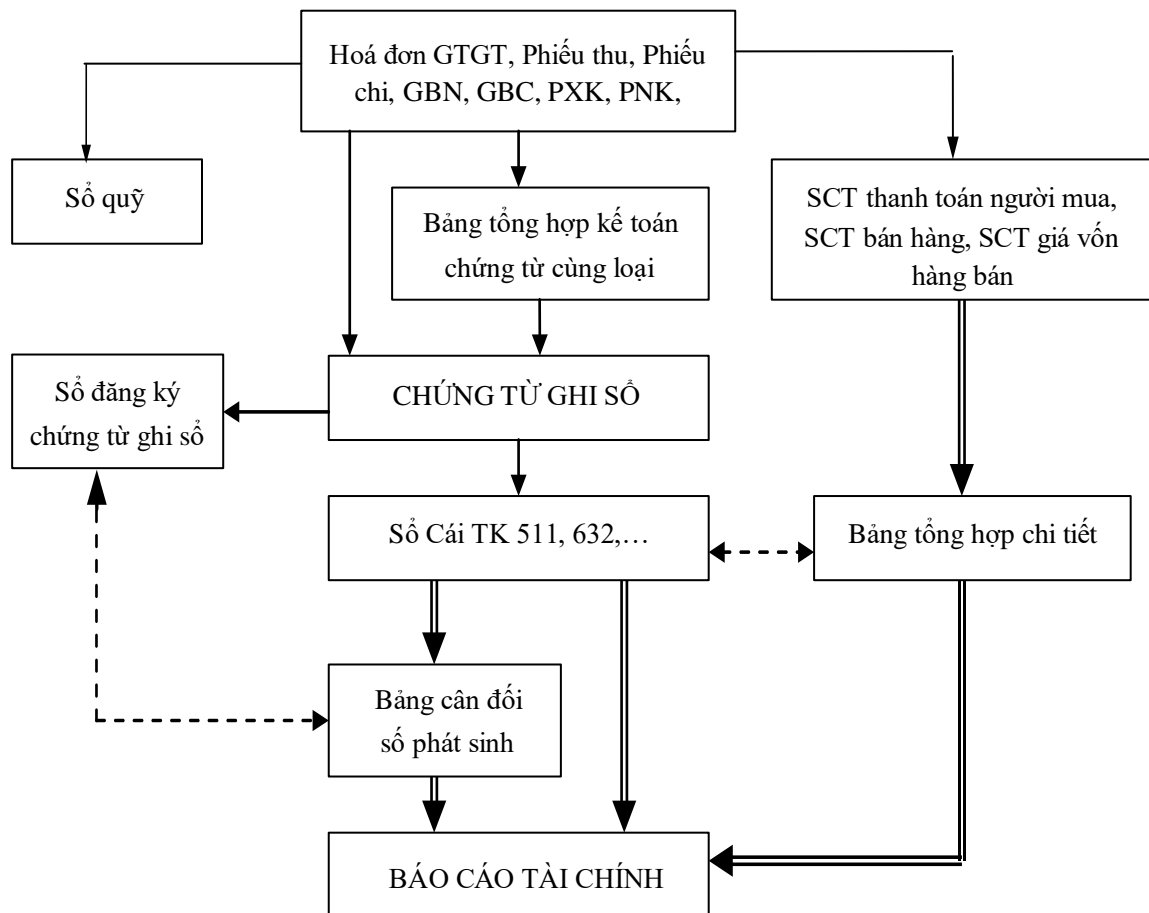 Hoá đơn GTGT, Phiếu thu, Phiếu
chi, GBN, GBC, PXK, PNK,
Sổ quỹ
Bảng tổng hợp kế toán
chứng từ cùng loại
SCT thanh toán người mua,
SCT bán hàng, SCT giá vốn
hàng bán
Sổ đăng ký
chứng từ ghi sổ
CHỨNG TỪ GHI SỔ
Sổ Cái TK 511, 632,…
Bảng tổng hợp chi tiết
Bảng cân đối
số phát sinh
BÁO CÁO TÀI CHÍNH